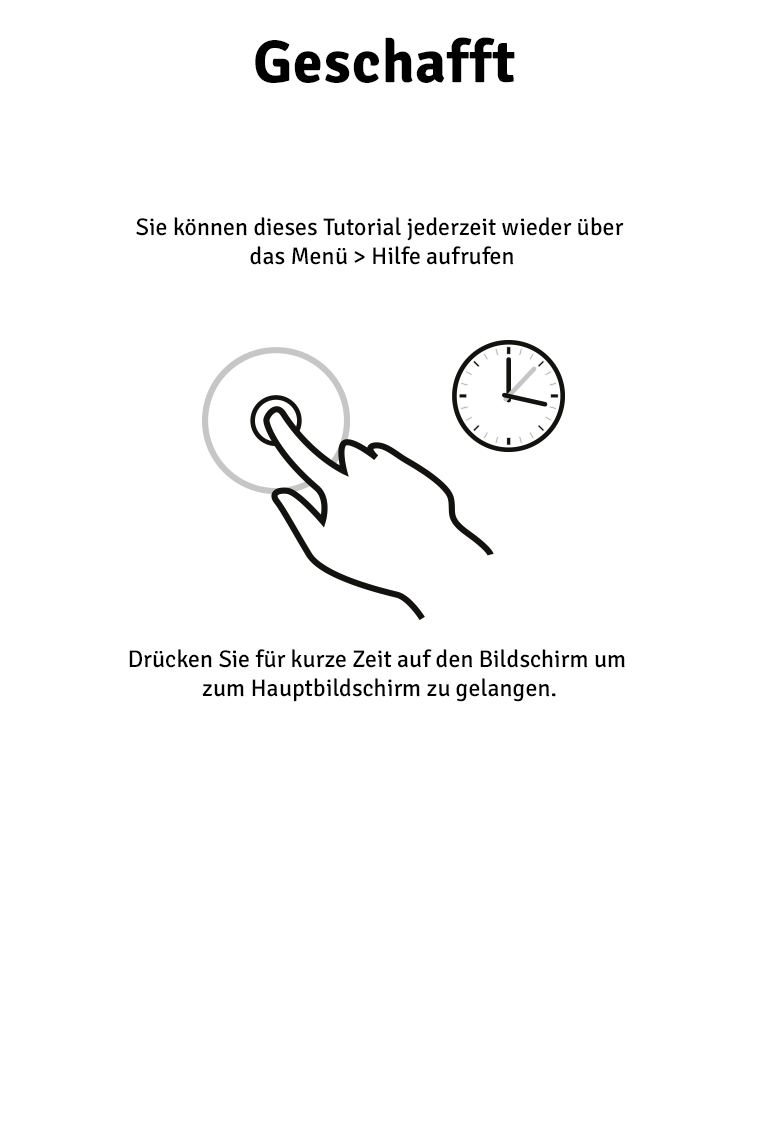 Geschafft
Sie können dieses Tutorial jederzeit wieder über
das Menü > Hilfe aufrufen
Drücken Sie für kurze Zeit auf den Bildschirm um
zum Hauptbildschirm zu gelangen.